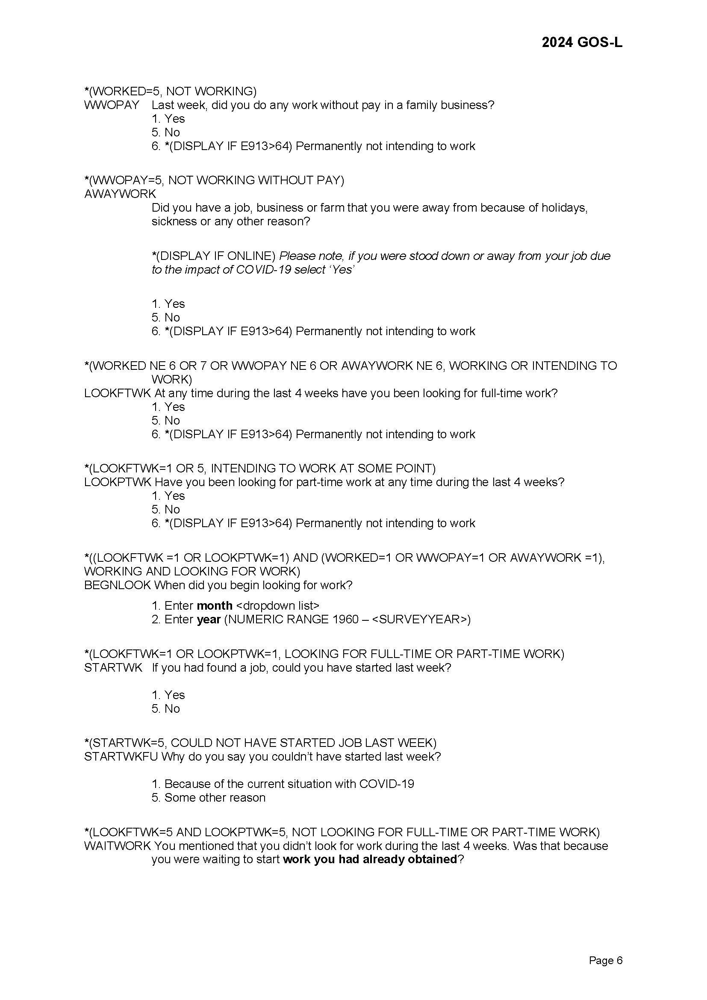 2024 GOS-L
*(WORKED=5, NOT WORKING)
WWOPAY Last week, did you do any work without pay in a family business?
1. Yes
5. No
6. *(DISPLAY IF E913>64) Permanently not intending to work
*(WWOPAY=5, NOT WORKING WITHOUT PAY)
AWAYWORK
Did you have a job, business or farm that you were away from because of holidays,
sickness or any other reason?
*(DISPLAY IF ONLINE) Please note, if you were stood down or away from your job due
to the impact of COVID-19 select ‘Yes’
1. Yes
5. No
6. *(DISPLAY IF E913>64) Permanently not intending to work
*(WORKED NE 6 OR 7 OR WWOPAY NE 6 OR AWAYWORK NE 6, WORKING OR INTENDING TO
WORK)
LOOKFTWK At any time during the last 4 weeks have you been looking for full-time work?
1. Yes
5. No
6. *(DISPLAY IF E913>64) Permanently not intending to work
*(LOOKFTWK=1 OR 5, INTENDING TO WORK AT SOME POINT)
LOOKPTWK Have you been looking for part-time work at any time during the last 4 weeks?
1. Yes
5. No
6. *(DISPLAY IF E913>64) Permanently not intending to work
*((LOOKFTWK =1 OR LOOKPTWK=1) AND (WORKED=1 OR WWOPAY=1 OR AWAYWORK =1),
WORKING AND LOOKING FOR WORK)
BEGNLOOK When did you begin looking for work?
1. Enter month <dropdown list>
2. Enter year (NUMERIC RANGE 1960 – <SURVEYYEAR>)
*(LOOKFTWK=1 OR LOOKPTWK=1, LOOKING FOR FULL-TIME OR PART-TIME WORK)
STARTWK If you had found a job, could you have started last week?
1. Yes
5. No
*(STARTWK=5, COULD NOT HAVE STARTED JOB LAST WEEK)
STARTWKFU Why do you say you couldn’t have started last week?
1. Because of the current situation with COVID-19
5. Some other reason
*(LOOKFTWK=5 AND LOOKPTWK=5, NOT LOOKING FOR FULL-TIME OR PART-TIME WORK)
WAITWORK You mentioned that you didn’t look for work during the last 4 weeks. Was that because
you were waiting to start work you had already obtained?
Page 6